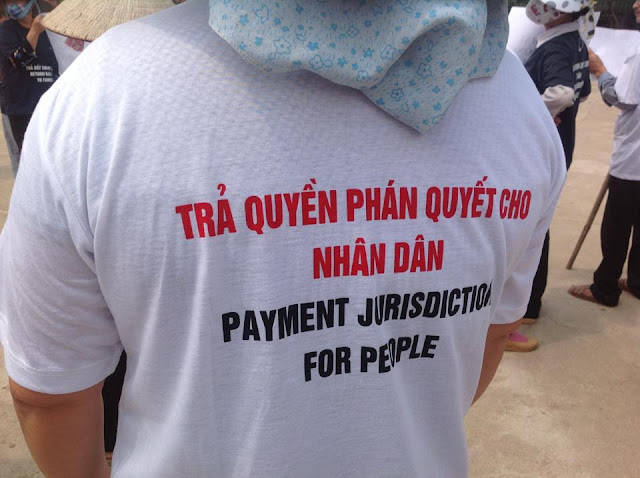 TRẢ QUYỀN PHÁN QUYẾT CHO
NHÂN DÂN
PAYMENT JURISDICTION
FOR PEOPLE